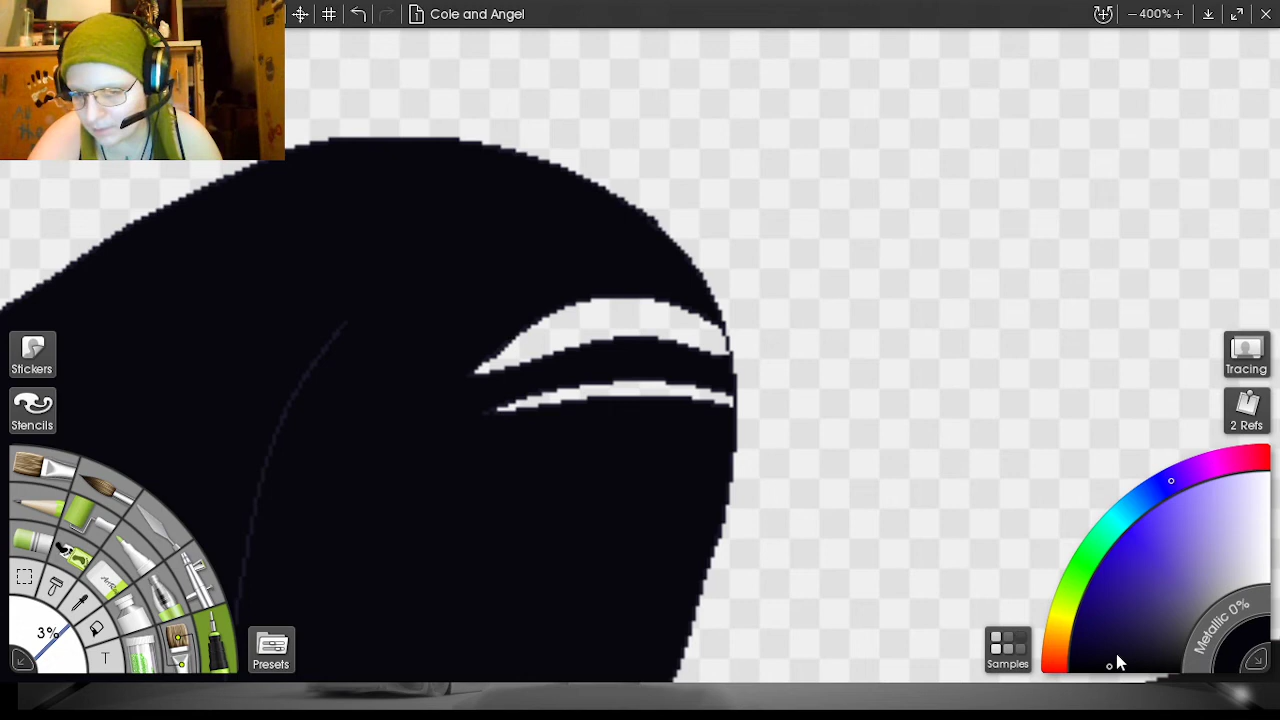 Cole and Angel
400%
Stickers
Tracing
Stencils
2 Refs
Metallic 0%
3%
T
Presets
Samples